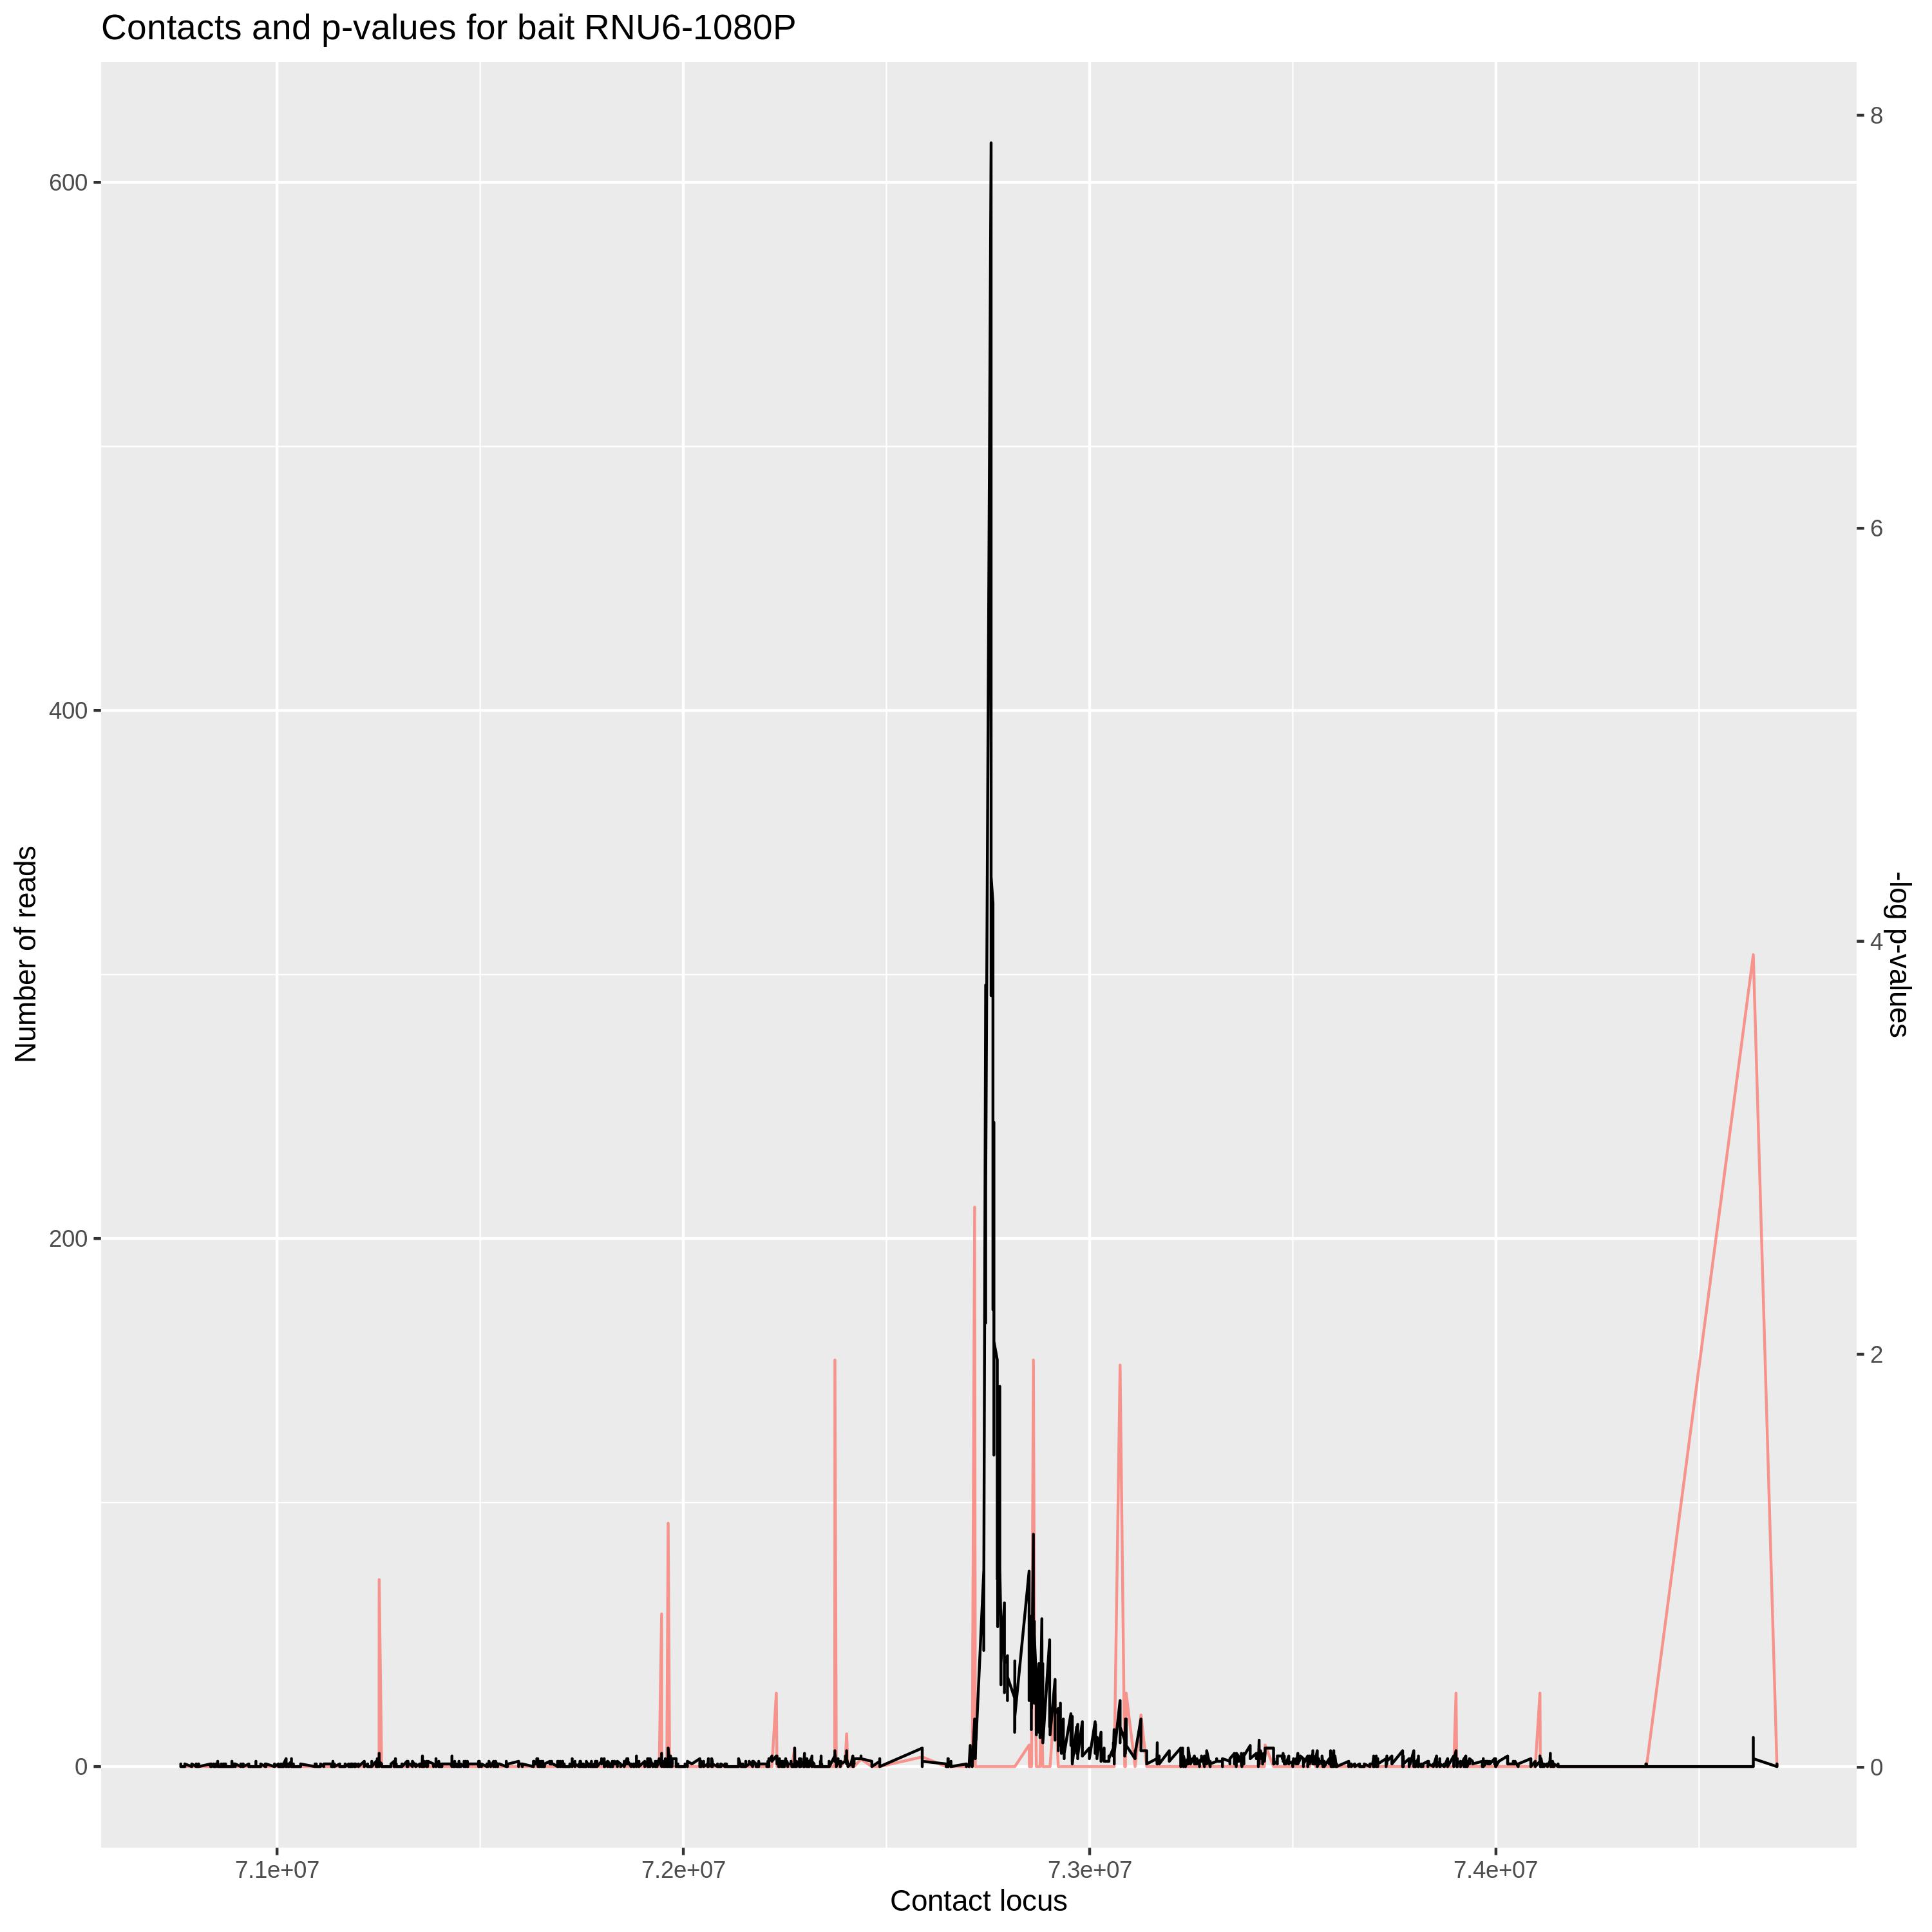 Contacts and p-values for bait RNU6-1080P
8
600
6
400
Number of reads
-log p-values
4
200
2
0
0
7.1e+07
7.2e+07
7.3e+07
7.4e+07
Contact locus